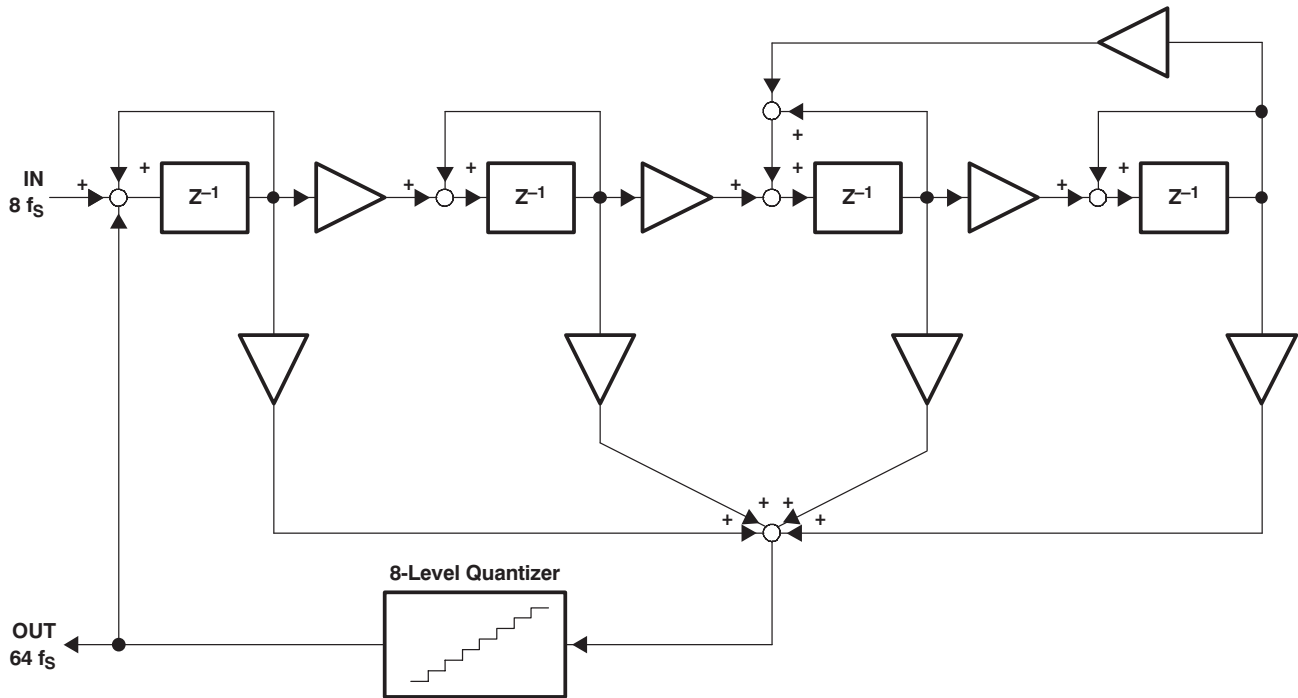 +
+
+
+
+
+
+
+
+
IN
8 fS
Z–1
Z–1
Z–1
Z–1
+
+
+
+
8-Level Quantizer
OUT
64 fS